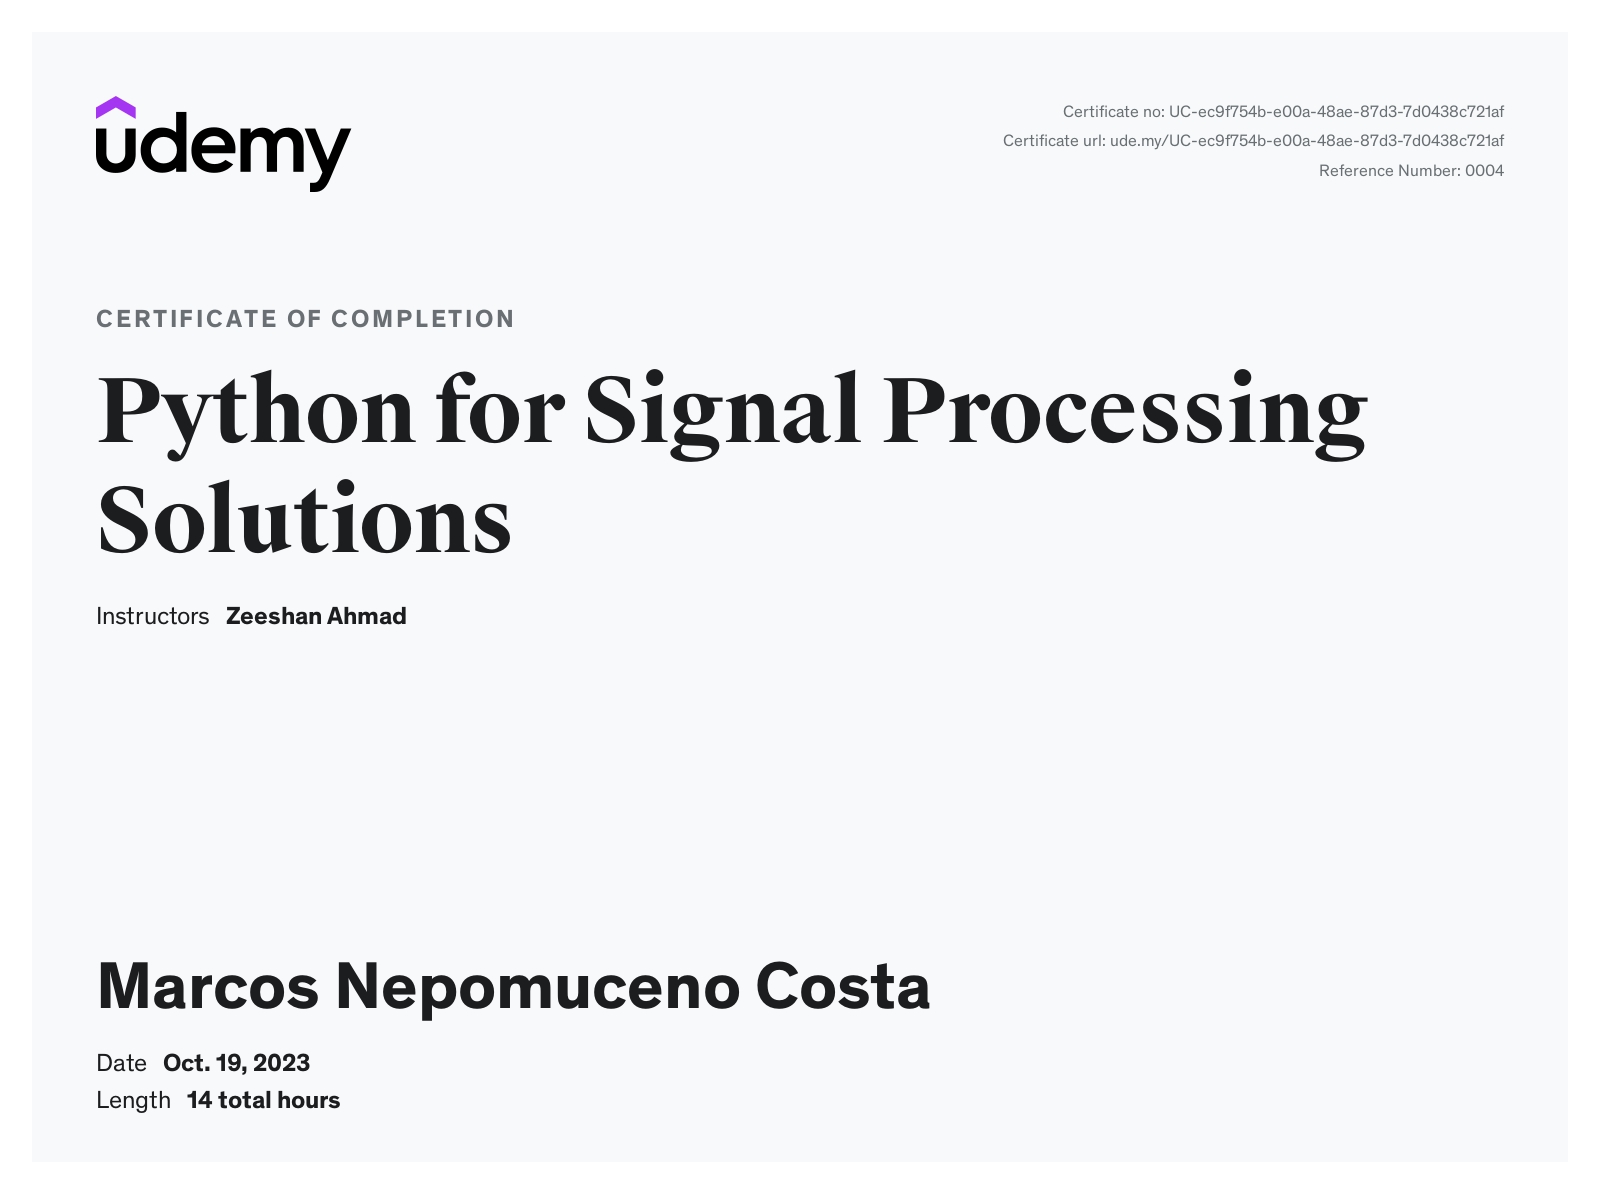 udemy
Certificate no: UC-ec9f754b-e00a-48ae-87d3-7d0438c721af
Certificate url: ude.my/UC-ec9f754b-e00a-48ae-87d3-7d0438c721af
Reference Number: 0004
CERTIFICATE OF COMPLETION
Python for Signal Processing
Solutions
Instructors Zeeshan Ahmad
Marcos Nepomuceno Costa
Date Oct. 19, 2023
Length 14 total hours